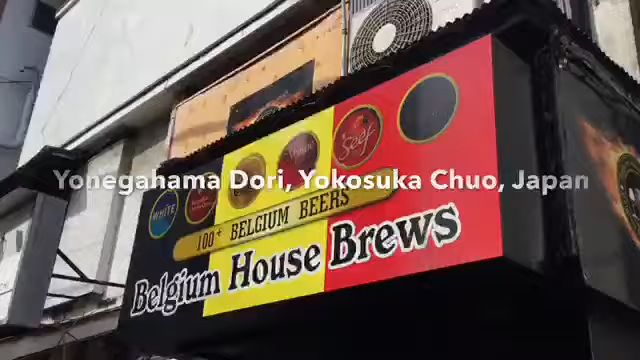 Yonegahama Dori, Yokosuka Chuo, Japan
WHITE
Seef
100+ BELGIUM BEERS
Belgium House Brews